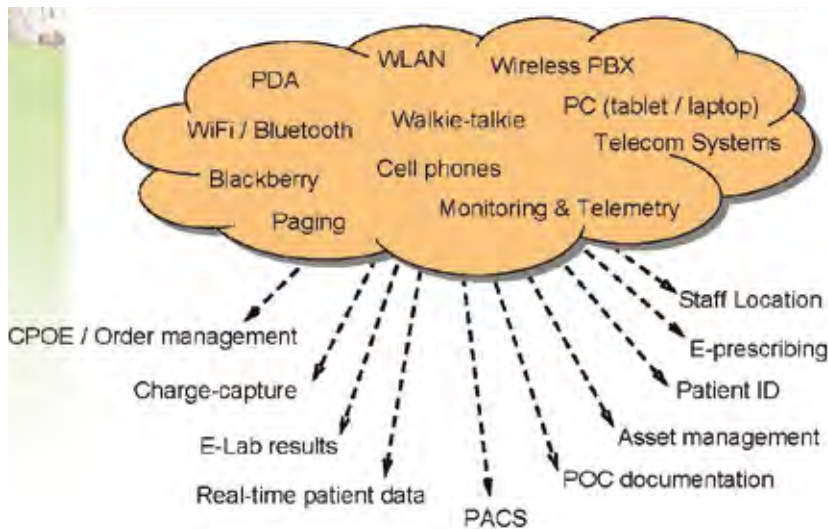 WLAN
Wireless PBX
PDA
PC (tablet / laptop)
Walkie-talkie
WiFi / Bluetooth
Telecom Systems
Cell phones
Blackberry
Monitoring & Telemetry
Paging
Staff Location
CPOE / Order management
E-prescribing
Charge-capture
Patient ID
E-Lab results
Asset management
Real-time patient data
POC documentation
PACS